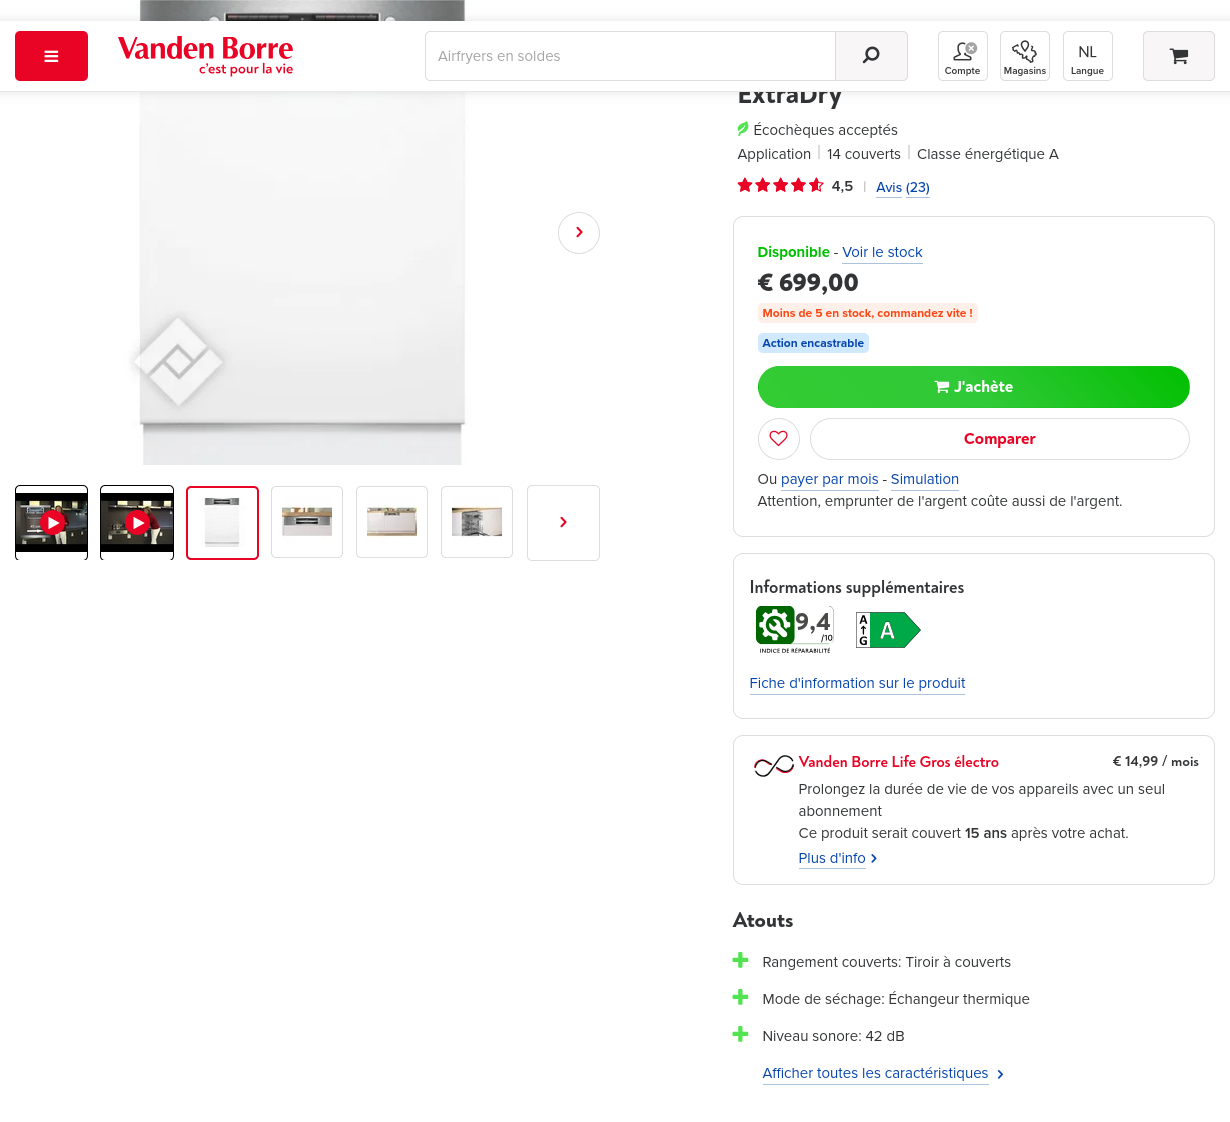 Vanden Borre
c'est pour la vie
Airfryers en soldes
Compte
Magasins
NL
Langue
ExtraDry
Écochèques acceptés
Application | 14 couverts | Classe énergétique A
4,5 | Avis (23)
Disponible - Voir le stock
€ 699,00
Moins de 5 en stock, commandez vite !
Action encastrable
J'achète
Comparer
Ou payer par mois - Simulation
Attention, emprunter de l'argent coûte aussi de l'argent.
Informations supplémentaires
9,4
/10
INDICE DE RÉPARABILITÉ
A
G
A
Fiche d'information sur le produit
Vanden Borre Life Gros électro
€ 14,99 / mois
Prolongez la durée de vie de vos appareils avec un seul
abonnement
Ce produit serait couvert 15 ans après votre achat.
Plus d'info
Atouts
Rangement couverts: Tiroir à couverts
Mode de séchage: Échangeur thermique
Niveau sonore: 42 dB
Afficher toutes les caractéristiques